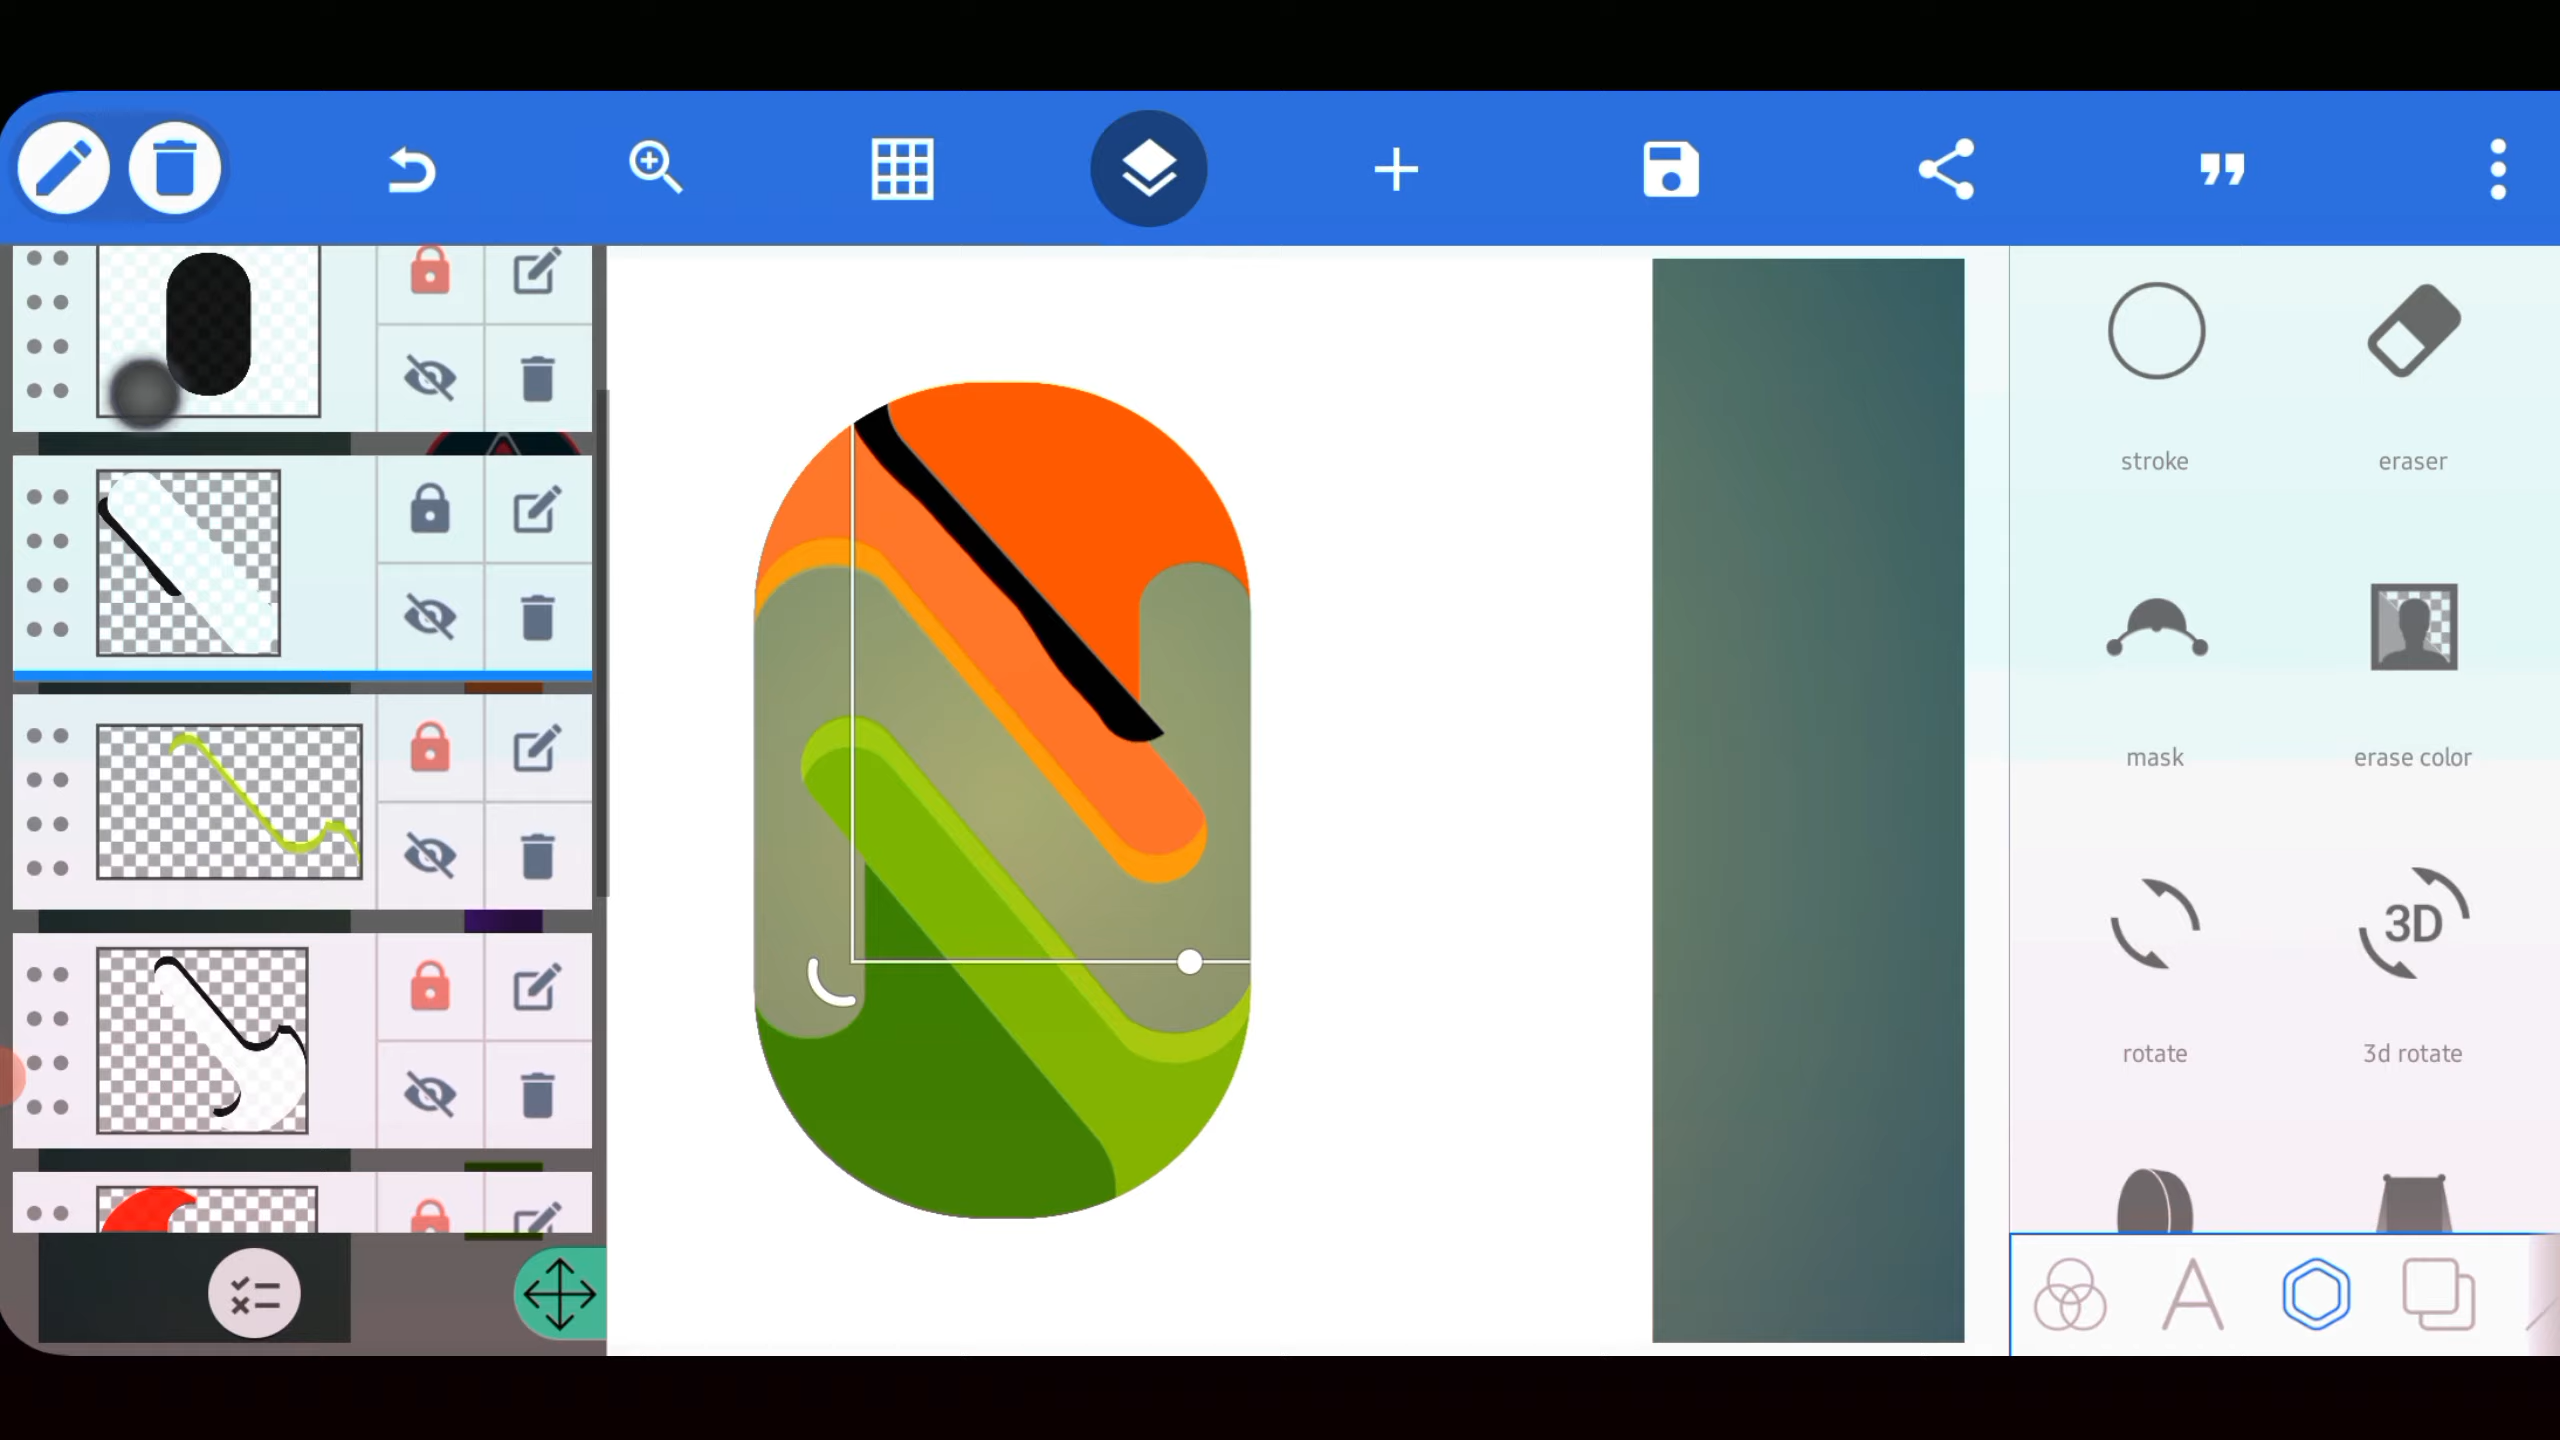 stroke
eraser
mask
erase color
rotate
3D
3d rotate
A